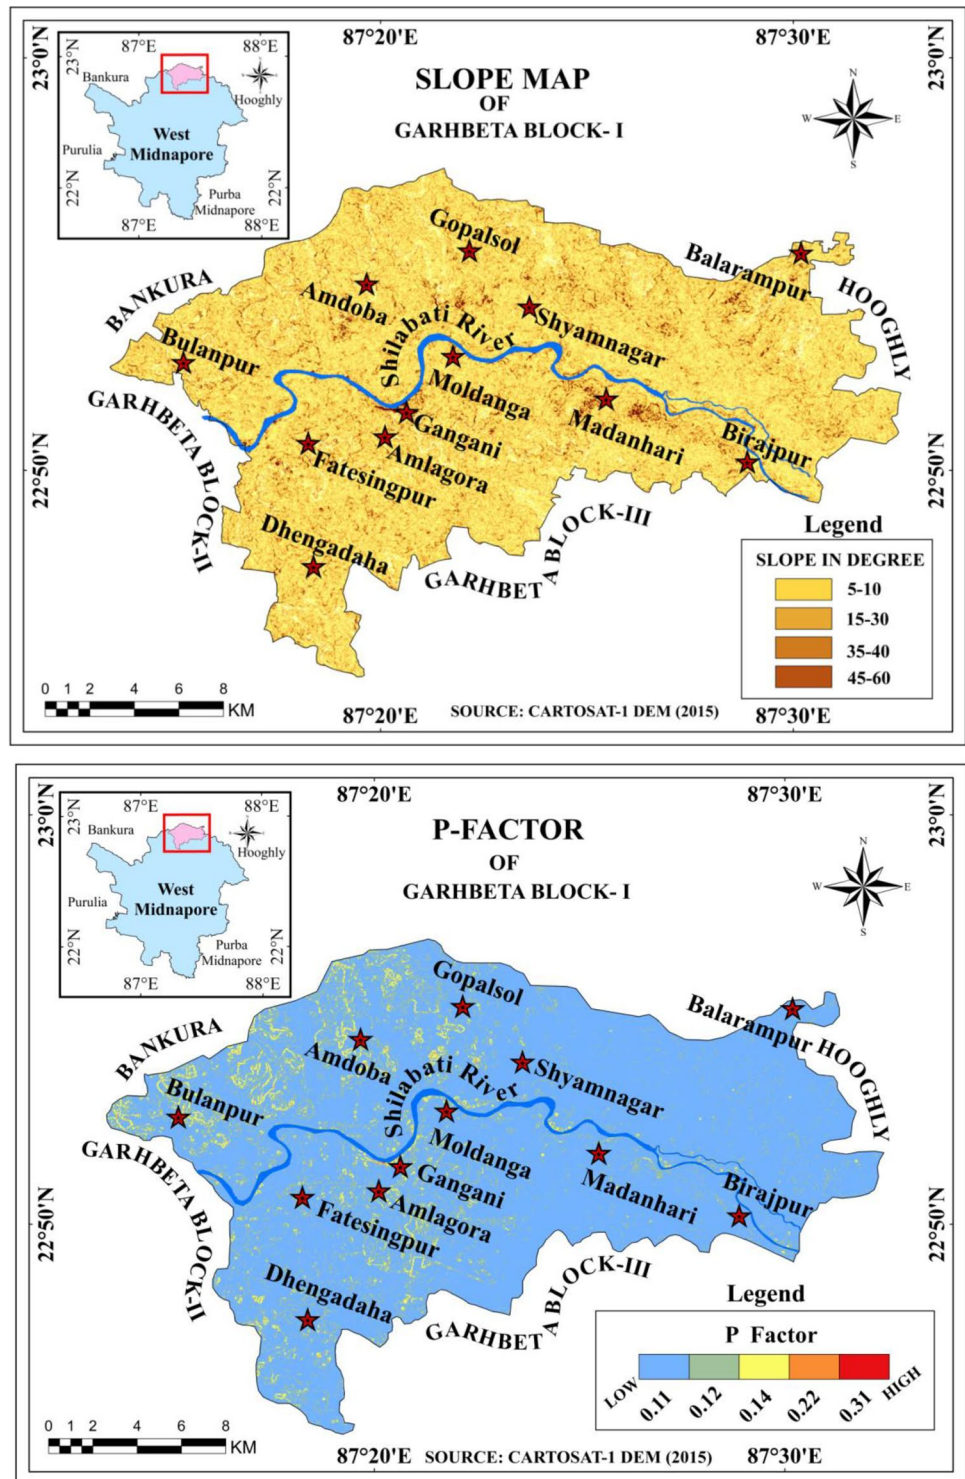 87°20'E
87°30'E
23°0'N
23°0'N
87°E
88°E
23°N
23°N
Bankura
Hooghly
West
Midnapore
Purulia
22°N
22°N
Purba
Midnapore
87°E
88°E
SLOPE MAP
OF
GARHBETA BLOCK- I
N
W
E
S
Gopalsol
Balarampur
BANKURA
HOOGHLY
Amdoba
Shilabati River
Shyamnagar
Bulanpur
Moldanga
GARHBETA BLOCK-II
Gangani
Madanhari
Birajpur
Amlagora
Fatesingpur
22°50'N
22°50'N
Dhengadaha
GARHBETA BLOCK-III
Legend
SLOPE IN DEGREE
5-10
15-30
35-40
45-60
0 1 2 4 6 8
KM
87°20'E
SOURCE: CARTOSAT-1 DEM (2015)
87°30'E
87°20'E
87°30'E
23°0'N
23°0'N
87°E
88°E
23°N
23°N
Bankura
Hooghly
West
Midnapore
Purulia
22°N
22°N
Purba
Midnapore
87°E
88°E
P-FACTOR
OF
GARHBETA BLOCK- I
N
W
E
S
Gopalsol
Balarampur
BANKURA
HOOGHLY
Amdoba
Shilabati River
Shyamnagar
Bulanpur
Moldanga
GARHBETA BLOCK-II
Gangani
Madanhari
Birajpur
Amlagora
Fatesingpur
22°50'N
22°50'N
Dhengadaha
GARHBETA BLOCK-III
Legend
P Factor
LOW
HIGH
0.11 0.12 0.14 0.22 0.31
0 1 2 4 6 8
KM
87°20'E
SOURCE: CARTOSAT-1 DEM (2015)
87°30'E